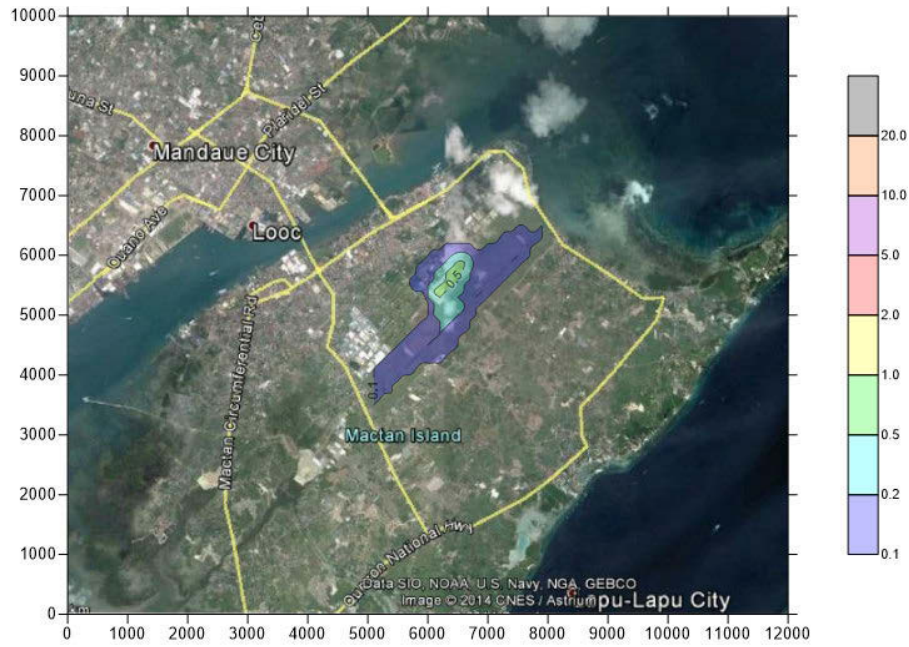 10000
9000
8000
7000
6000
5000
4000
3000
2000
1000
0
0 1000 2000 3000 4000 5000 6000 7000 8000 9000 10000 11000 12000
una St
Plaridel St
Mandaue City
Ouano Ave
Looc
Mactan Circumferential Rd
0.5
0.1
Mactan Island
Quezon National Hwy
Data SIO, NOAA, U.S. Navy, NGA, GEBCO
Image © 2014 CNES / Astrium
pu-Lapu City
km
20.0
10.0
5.0
2.0
1.0
0.5
0.2
0.1